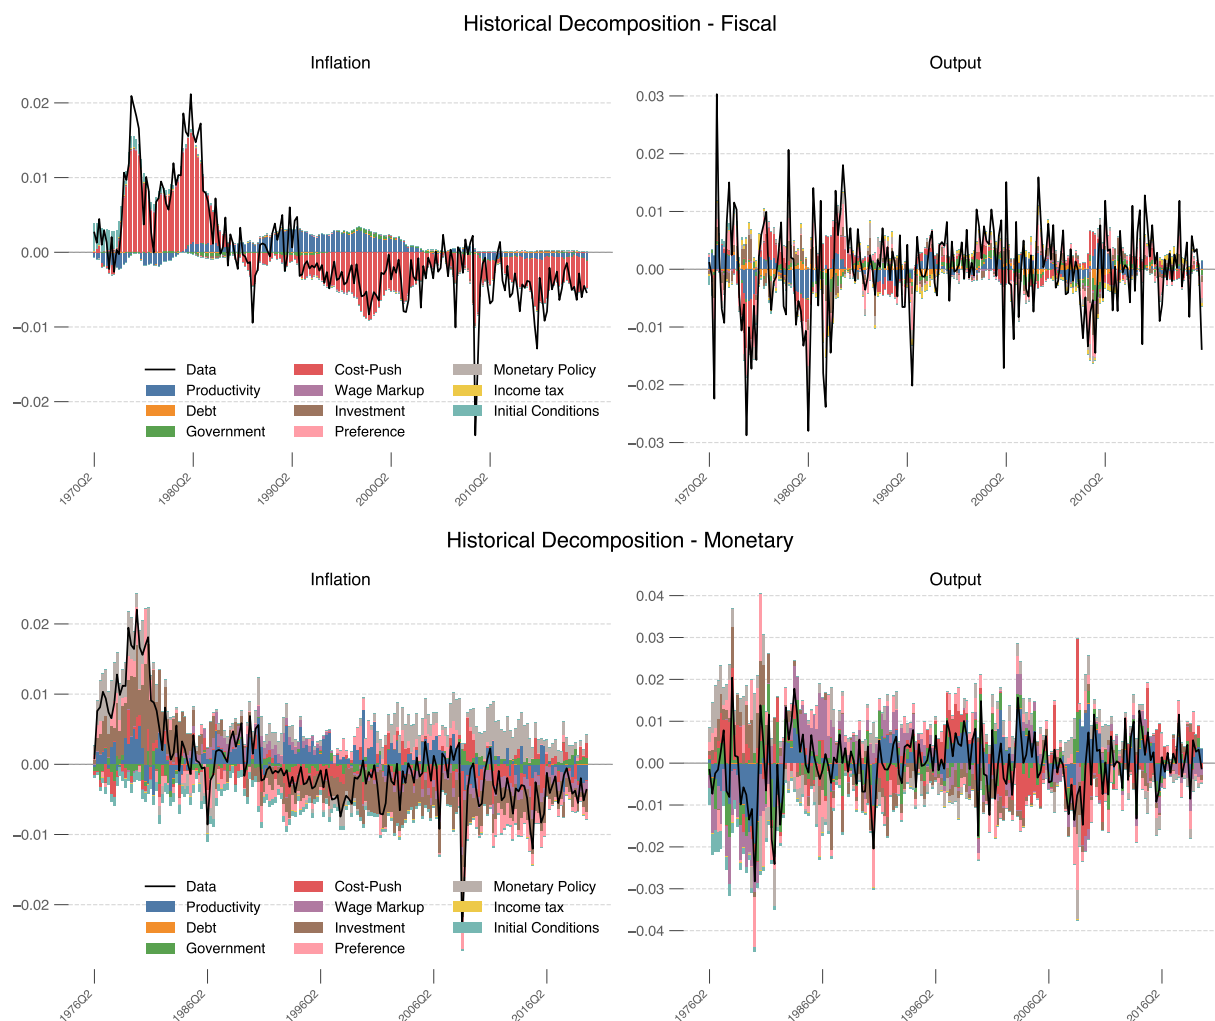 Historical Decomposition - Fiscal
Inflation
0.02
0.01
0.00
−0.01
−0.02
Data
Productivity
Debt
Government
Cost-Push
Wage Markup
Investment
Preference
Monetary Policy
Income tax
Initial Conditions
1970Q2
1980Q2
1990Q2
2000Q2
2010Q2
Output
0.03
0.02
0.01
0.00
−0.01
−0.02
−0.03
1970Q2
1980Q2
1990Q2
2000Q2
2010Q2
Historical Decomposition - Monetary
Inflation
0.02
0.01
0.00
−0.01
−0.02
Data
Productivity
Debt
Government
Cost-Push
Wage Markup
Investment
Preference
Monetary Policy
Income tax
Initial Conditions
1976Q2
1986Q2
1996Q2
2006Q2
2016Q2
Output
0.04
0.03
0.02
0.01
0.00
−0.01
−0.02
−0.03
−0.04
1976Q2
1986Q2
1996Q2
2006Q2
2016Q2